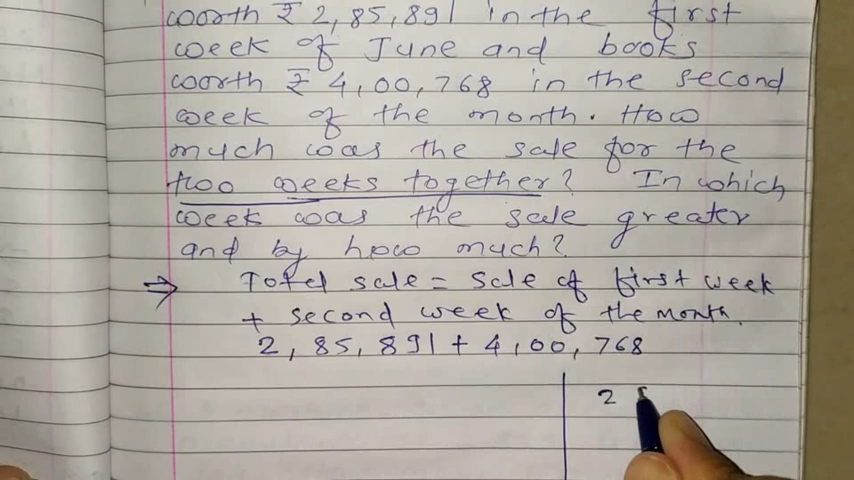 worth ₹ 2,85,891 in the first
week of June and books
worth ₹ 4,00,768 in the second
week of the month. How
much was the sale for the
two weeks together? In which
week was the sale greater
and by how much?
⇒ Total sale = Sale of first week
+ second week of the month.
2,85,891 + 4,00,768
2